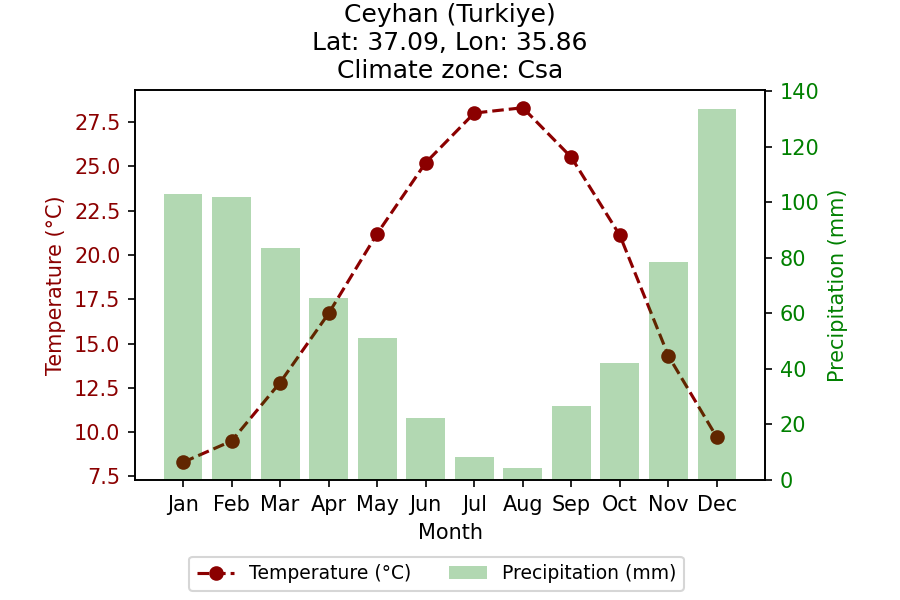 Ceyhan (Turkiye)
Lat: 37.09, Lon: 35.86
Climate zone: Csa
Temperature (°C)
27.5
25.0
22.5
20.0
17.5
15.0
12.5
10.0
7.5
140
120
100
80
60
40
20
0
Precipitation (mm)
Jan Feb Mar Apr May Jun Jul Aug Sep Oct Nov Dec
Month
Temperature (°C) Precipitation (mm)